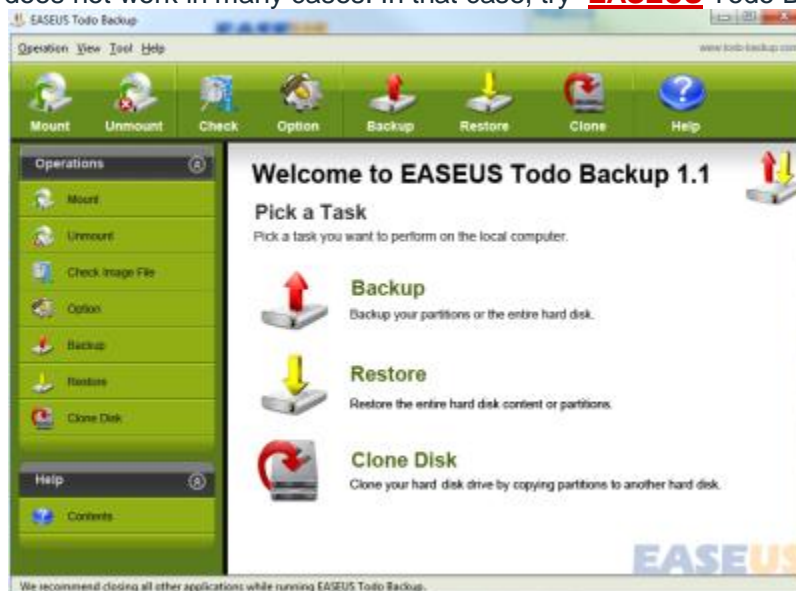 does not work in many cases. In that case, try EASEUS Todo B
EASEUS Todo Backup
Operation View Tool Help
www.todo-backup.com
Mount Unmount Check Option Backup Restore Clone Help
Operations
Mount
Unmount
Check Image File
Option
Backup
Restore
Clone Disk
Help
Contents
Welcome to EASEUS Todo Backup 1.1
Pick a Task
Pick a task you want to perform on the local computer.
Backup
Backup your partitions or the entire hard disk.
Restore
Restore the entire hard disk content or partitions.
Clone Disk
Clone your hard disk drive by copying partitions to another hard disk.
EASEUS
We recommend closing all other applications while running EASEUS Todo Backup.